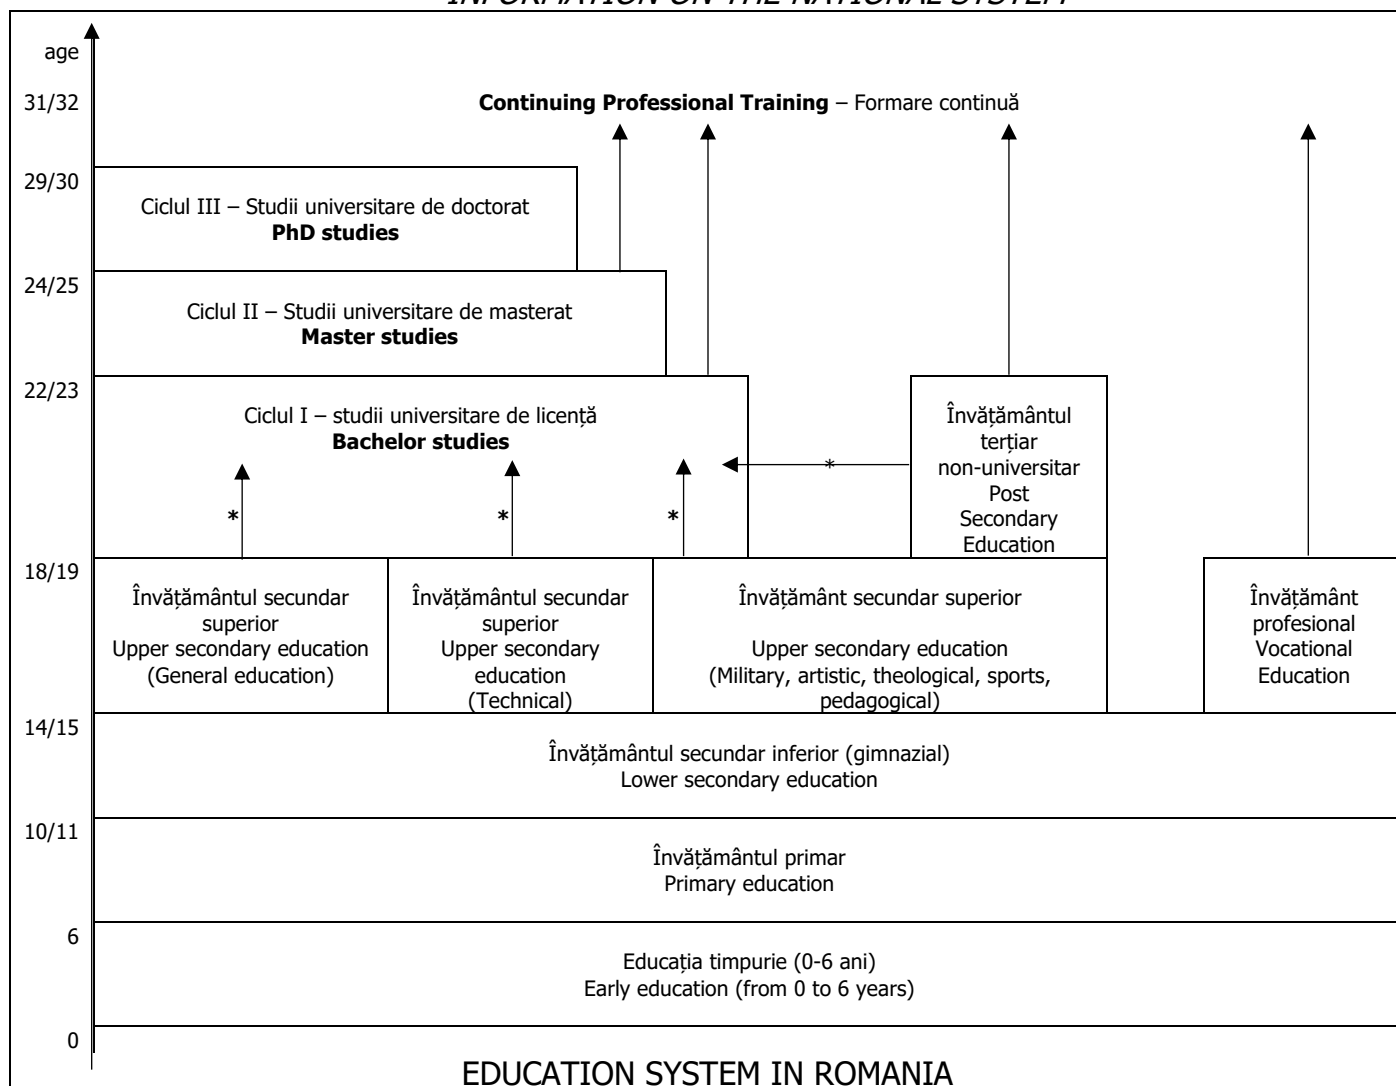 INFORMATION ON THE NATIONAL SYSTEM
age
31/32
Continuing Professional Training – Formare continuă
29/30
Ciclul III – Studii universitare de doctorat
PhD studies
24/25
Ciclul II – Studii universitare de masterat
Master studies
22/23
Ciclul I – studii universitare de licență
Bachelor studies
Învățământul
terțiar
non-universitar
Post
Secondary
Education
*
*
*
*
18/19
Învățământul secundar
superior
Upper secondary education
(General education)
Învățământul secundar
superior
Upper secondary
education
(Technical)
Învățământ secundar superior
Upper secondary education
(Military, artistic, theological, sports,
pedagogical)
Învățământ
profesional
Vocational
Education
14/15
Învățământul secundar inferior (gimnazial)
Lower secondary education
10/11
Învățământul primar
Primary education
6
Educația timpurie (0-6 ani)
Early education (from 0 to 6 years)
0
EDUCATION SYSTEM IN ROMANIA